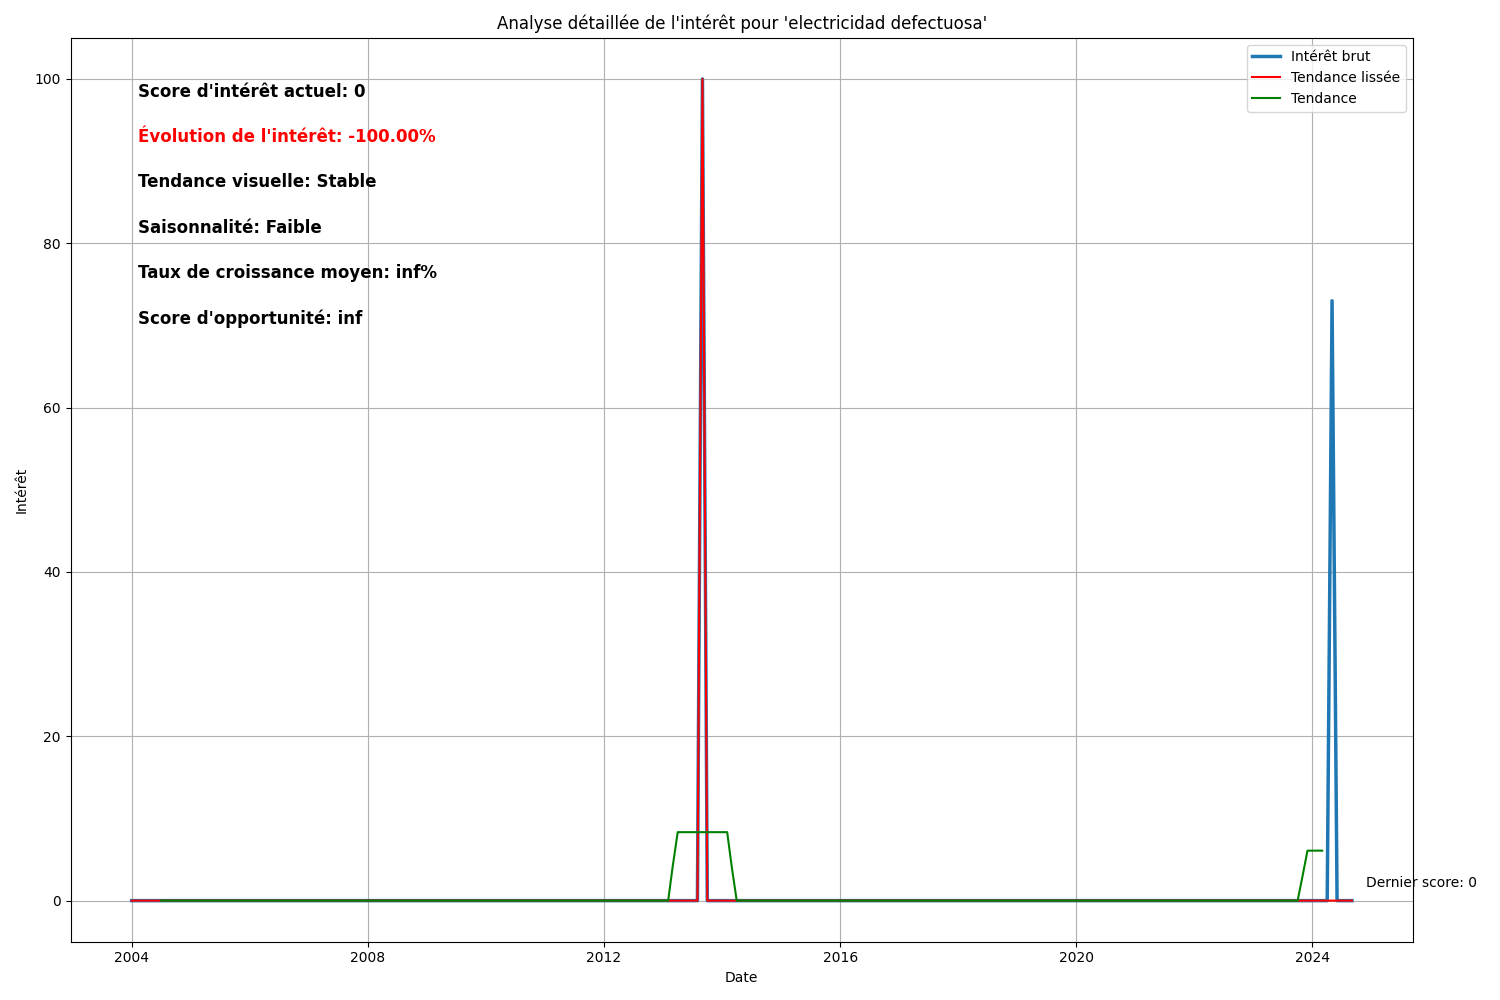 Analyse détaillée de l'intérêt pour 'electricidad defectuosa'
Intérêt brut
Tendance lissée
Tendance
Score d'intérêt actuel: 0
Évolution de l'intérêt: -100.00%
Tendance visuelle: Stable
Saisonnalité: Faible
Taux de croissance moyen: inf%
Score d'opportunité: inf
100
80
60
40
20
0
Intérêt
Dernier score: 0
2004
2008
2012
2016
2020
2024
Date